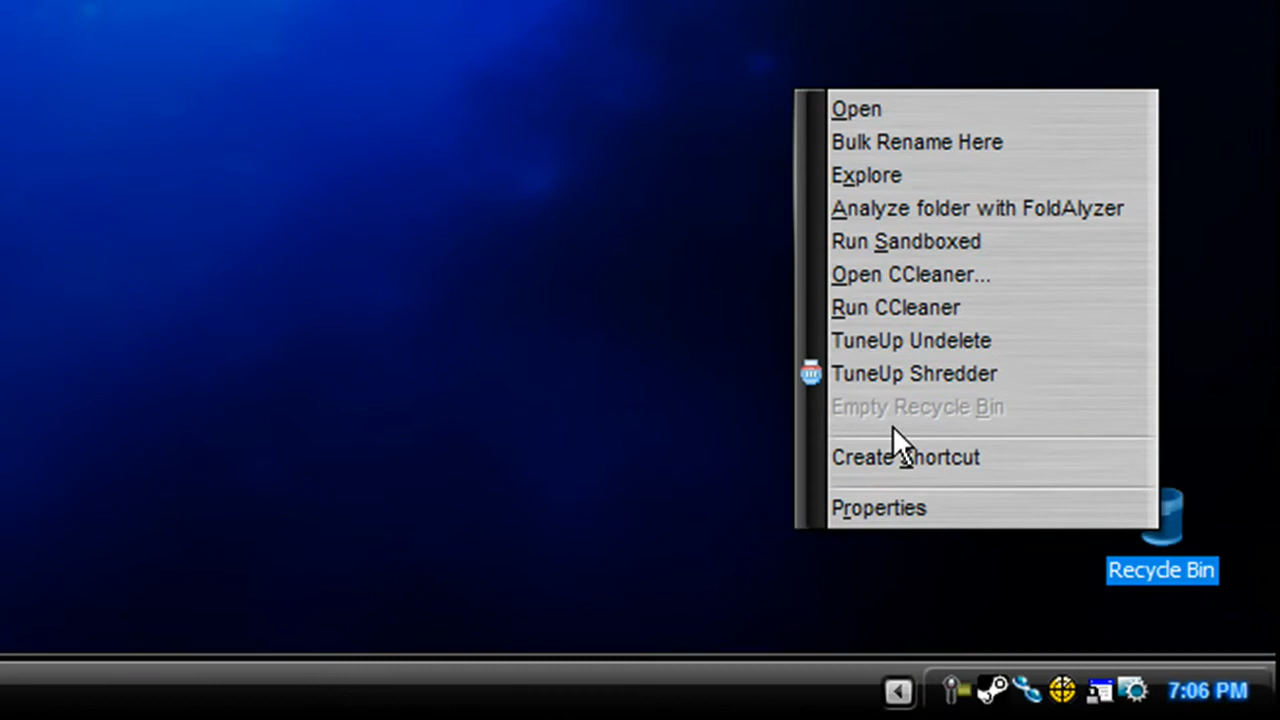 Open
Bulk Rename Here
Explore
Analyze folder with FoldAlyzer
Run Sandboxed
Open CCleaner...
Run CCleaner
TuneUp Undelete
TuneUp Shredder
Empty Recycle Bin
Create Shortcut
Properties
Recycle Bin
7:06 PM